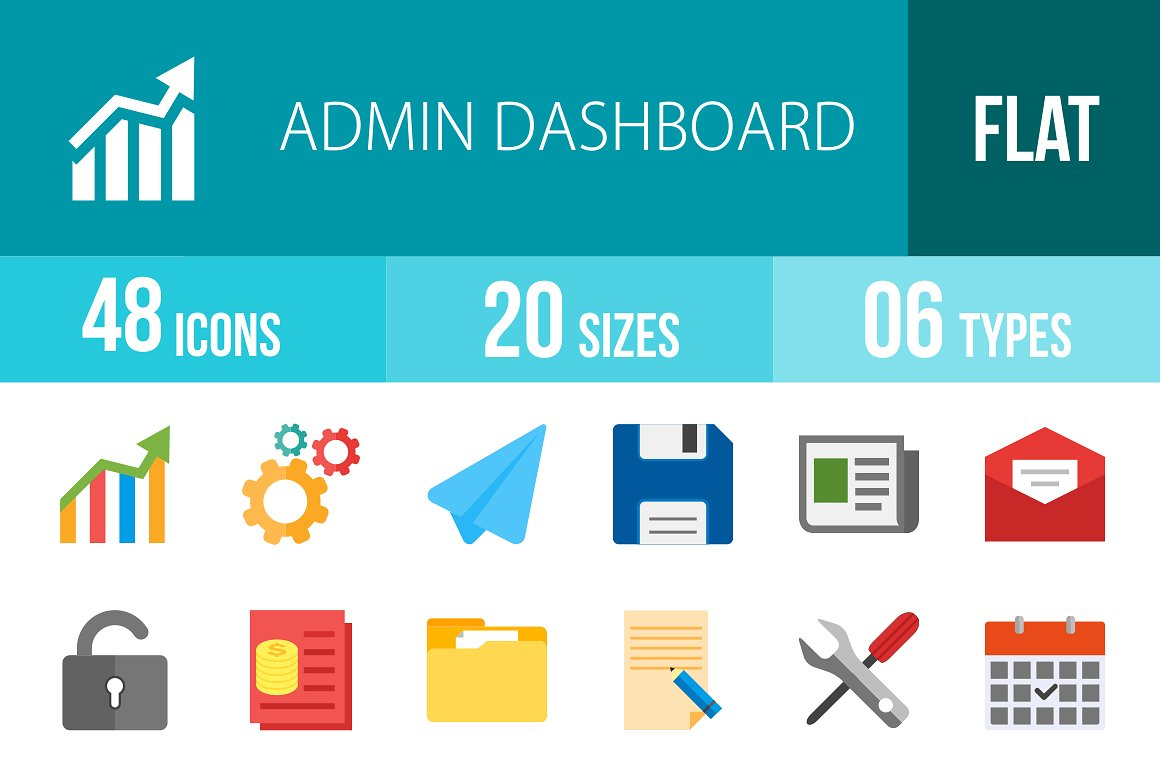 ADMIN DASHBOARD
FLAT
48 ICONS
20 SIZES
06 TYPES
$